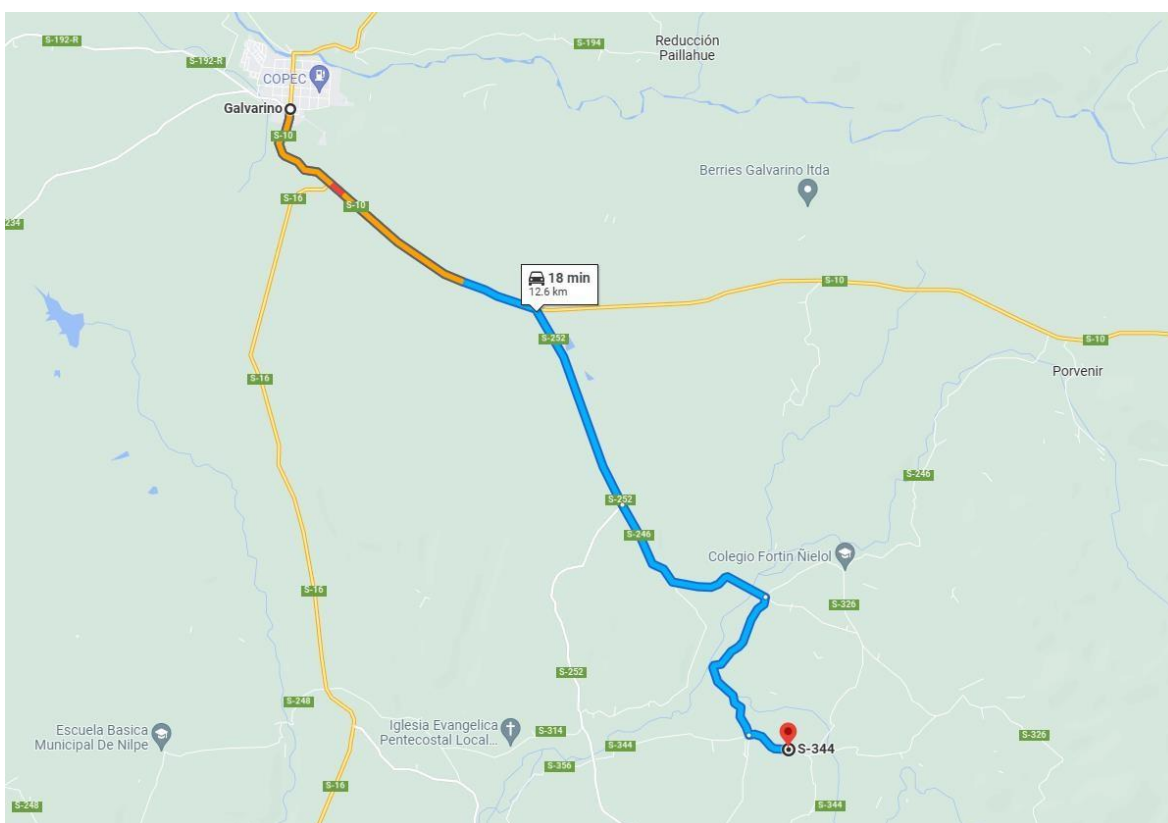 S-192-R
S-194
Reducción
Paillahue
S-192-R
COPEC
Galvarino
S-10
Berries Galvarino ltda
S-16
S-10
234
18 min
12.6 km
S-10
S-252
S-10
Porvenir
S-16
S-246
S-252
S-246
Colegio Fortin Ñielol
S-16
S-326
S-252
S-248
Iglesia Evangelica
Pentecostal Local...
Escuela Basica
Municipal De Nilpe
S-314
S-344
S-326
S-344
S-356
S-16
S-248
S-344